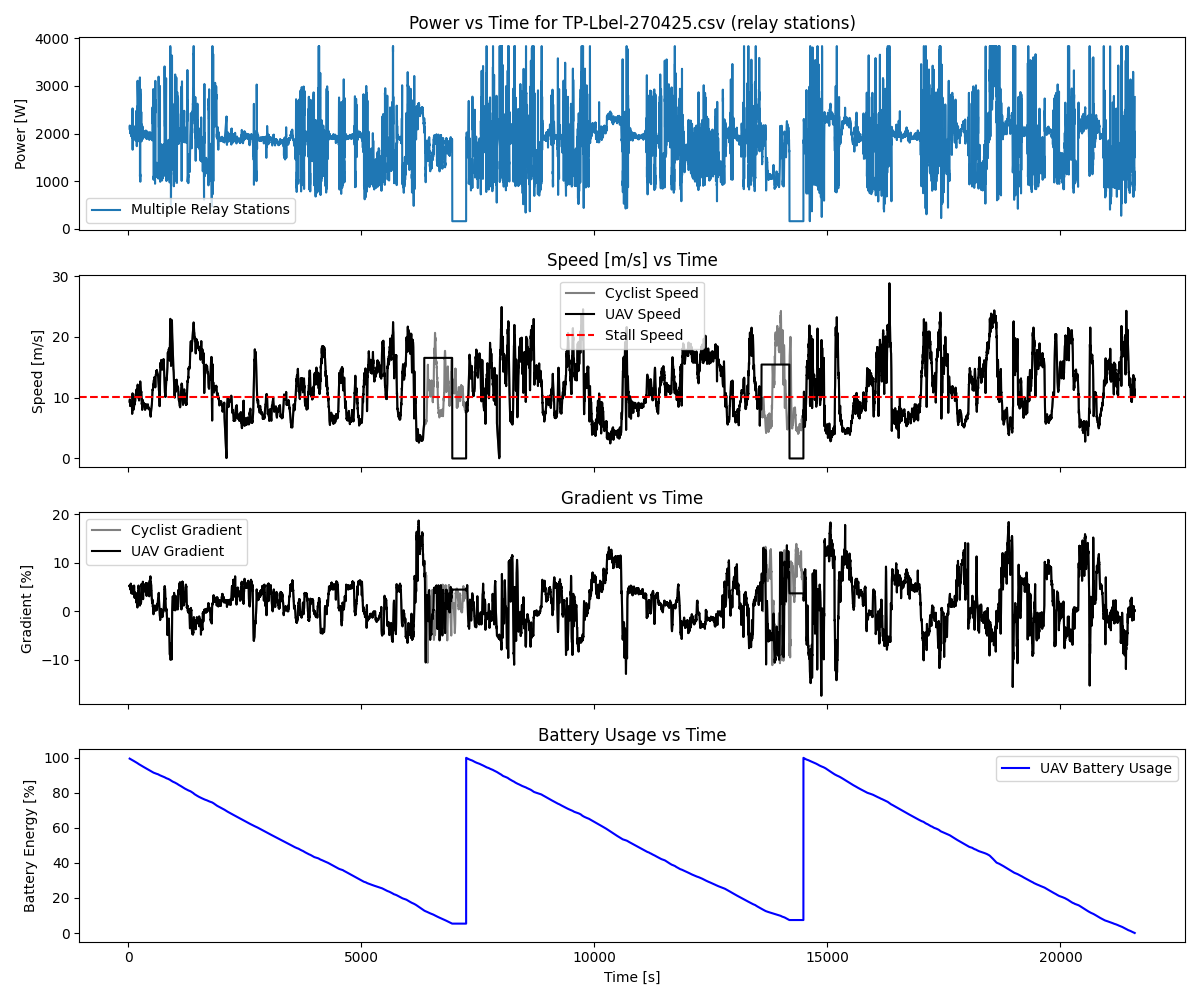 Power vs Time for TP-Lbel-270425.csv (relay stations)
Power [W]
4000
3000
2000
1000
0
Multiple Relay Stations
Speed [m/s] vs Time
Speed [m/s]
30
20
10
0
Cyclist Speed
UAV Speed
Stall Speed
Gradient vs Time
Gradient [%]
20
10
0
−10
Cyclist Gradient
UAV Gradient
Battery Usage vs Time
Battery Energy [%]
100
80
60
40
20
0
UAV Battery Usage
0 5000 10000 15000 20000
Time [s]